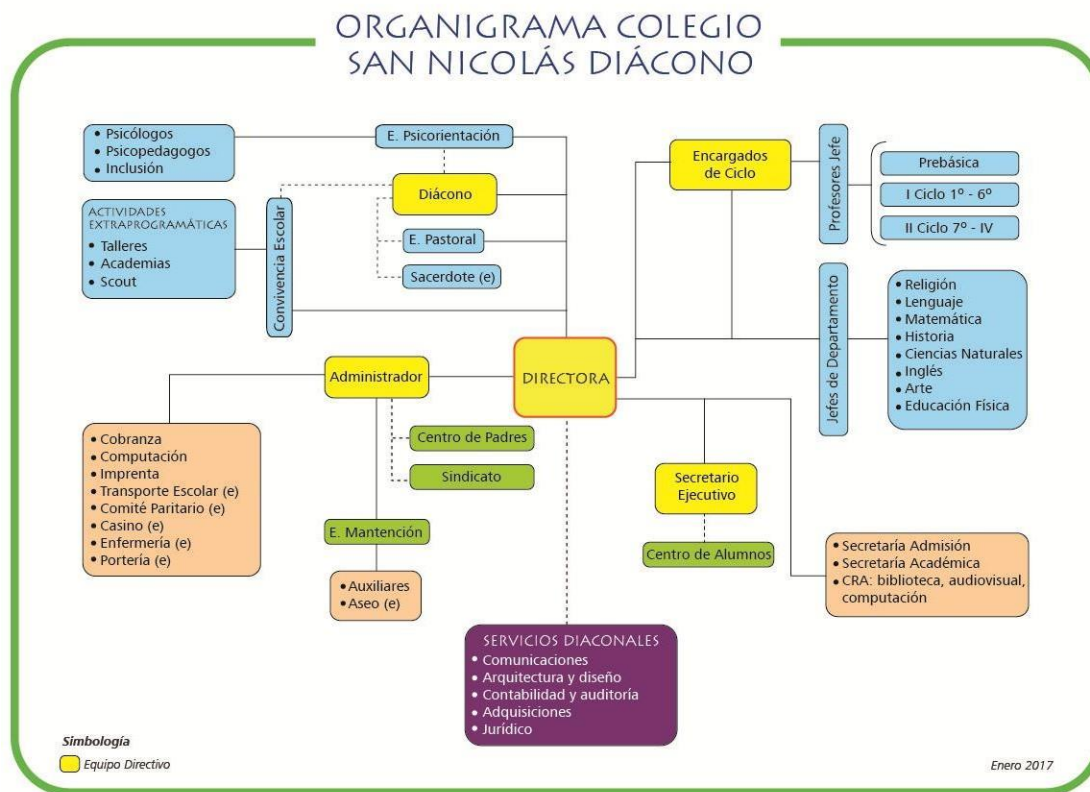 ORGANIGRAMA COLEGIO
SAN NICOLÁS DIÁCONO
• Psicólogos
• Psicopedagogos
• Inclusión
E. Psicorientación
Diácono
E. Pastoral
Sacerdote (e)
ACTIVIDADES
EXTRAPROGRAMÁTICAS
• Talleres
• Academias
• Scout
Convivencia Escolar
Encargados
de Ciclo
Profesores Jefe
Prebásica
I Ciclo 1º - 6º
II Ciclo 7º - IV
Jefes de Departamento
• Religión
• Lenguaje
• Matemática
• Historia
• Ciencias Naturales
• Inglés
• Arte
• Educación Física
DIRECTORA
Administrador
Centro de Padres
Sindicato
• Cobranza
• Computación
• Imprenta
• Transporte Escolar (e)
• Comité Paritario (e)
• Casino (e)
• Enfermería (e)
• Portería (e)
E. Mantención
• Auxiliares
• Aseo (e)
Secretario
Ejecutivo
Centro de Alumnos
• Secretaría Admisión
• Secretaría Académica
• CRA: biblioteca, audiovisual,
computación
SERVICIOS DIACONALES
• Comunicaciones
• Arquitectura y diseño
• Contabilidad y auditoría
• Adquisiciones
• Jurídico
Simbología
Equipo Directivo
Enero 2017